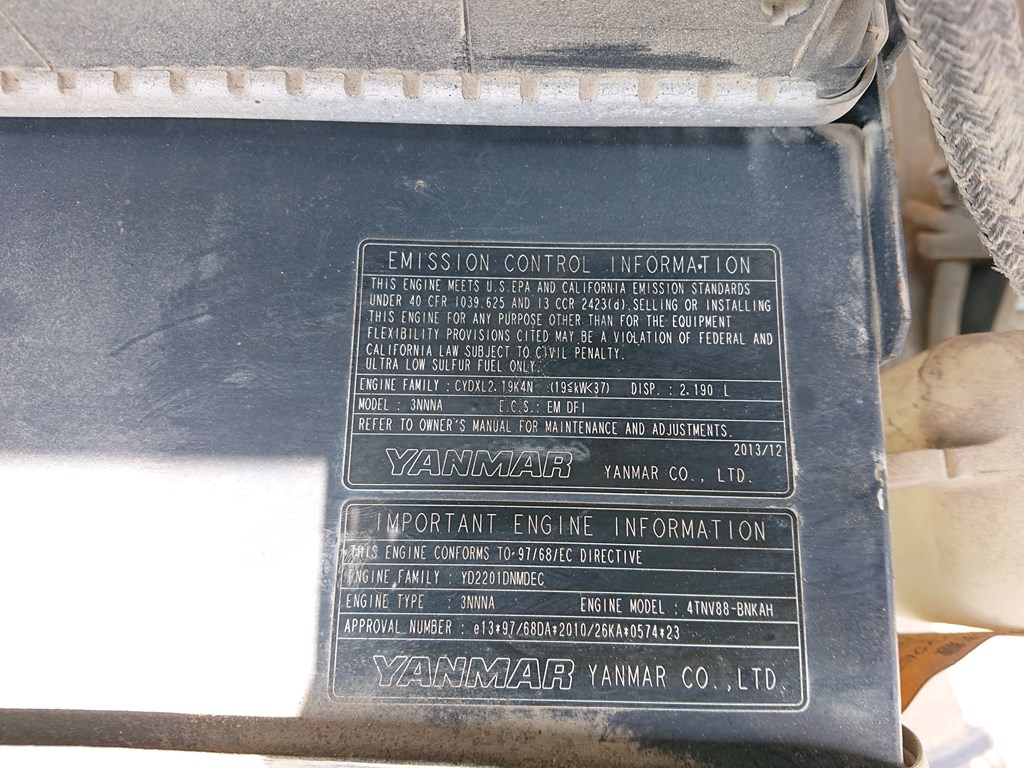 EMISSION CONTROL INFORMATION
THIS ENGINE MEETS U.S.EPA AND CALIFORNIA EMISSION STANDARDS
UNDER 40 CFR 1039.625 AND 13 CCR 2423(d).SELLING OR INSTALLING
THIS ENGINE FOR ANY PURPOSE OTHER THAN FOR THE EQUIPMENT
FLEXIBILITY PROVISIONS CITED MAY BE A VIOLATION OF FEDERAL AND
CALIFORNIA LAW SUBJECT TO CIVIL PENALTY.
ULTRA LOW SULFUR FUEL ONLY.
ENGINE FAMILY : CYDXL2.19K4N (19≤kW<37) DISP. : 2.190 L
MODEL : 3NNNA E.C.S.: EM DFI
REFER TO OWNER'S MANUAL FOR MAINTENANCE AND ADJUSTMENTS.
2013/12
YANMAR YANMAR CO., LTD.
IMPORTANT ENGINE INFORMATION
THIS ENGINE CONFORMS TO 97/68/EC DIRECTIVE
ENGINE FAMILY : YD2201DNMDEC
ENGINE TYPE : 3NNNA ENGINE MODEL : 4TNV88-BNKAH
APPROVAL NUMBER : e13*97/68DA*2010/26KA*0574*23
YANMAR YANMAR CO.,LTD.